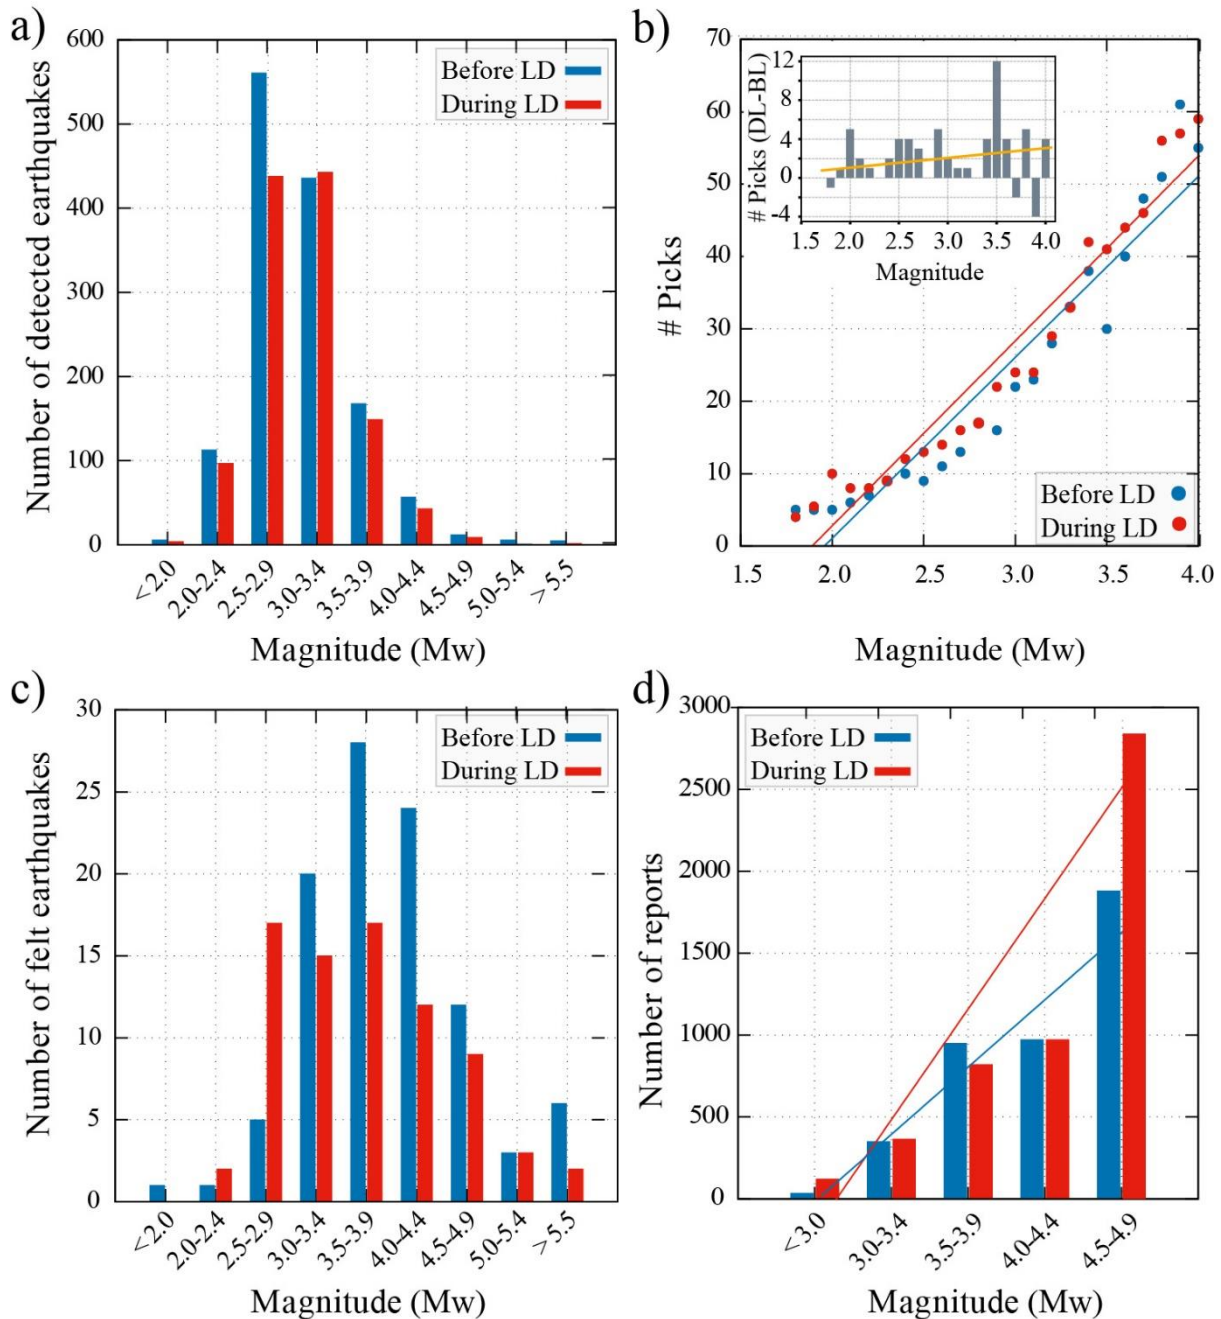 a)
Number of detected earthquakes
600
500
400
300
200
100
0
Before LD
During LD
< 2.0
2.0-2.4
2.5-2.9
3.0-3.4
3.5-3.9
4.0-4.4
4.5-4.9
5.0-5.4
> 5.5
Magnitude (Mw)
b)
# Picks
70
60
50
40
30
20
10
0
# Picks (DL-BL)
12
8
4
0
-4
1.5 2.0 2.5 3.0 3.5 4.0
Magnitude
Before LD
During LD
1.5 2.0 2.5 3.0 3.5 4.0
Magnitude (Mw)
c)
Number of felt earthquakes
30
25
20
15
10
5
0
Before LD
During LD
< 2.0
2.0-2.4
2.5-2.9
3.0-3.4
3.5-3.9
4.0-4.4
4.5-4.9
5.0-5.4
> 5.5
Magnitude (Mw)
d)
Number of reports
3000
2500
2000
1500
1000
500
0
Before LD
During LD
< 3.0
3.0-3.4
3.5-3.9
4.0-4.4
4.5-4.9
Magnitude (Mw)